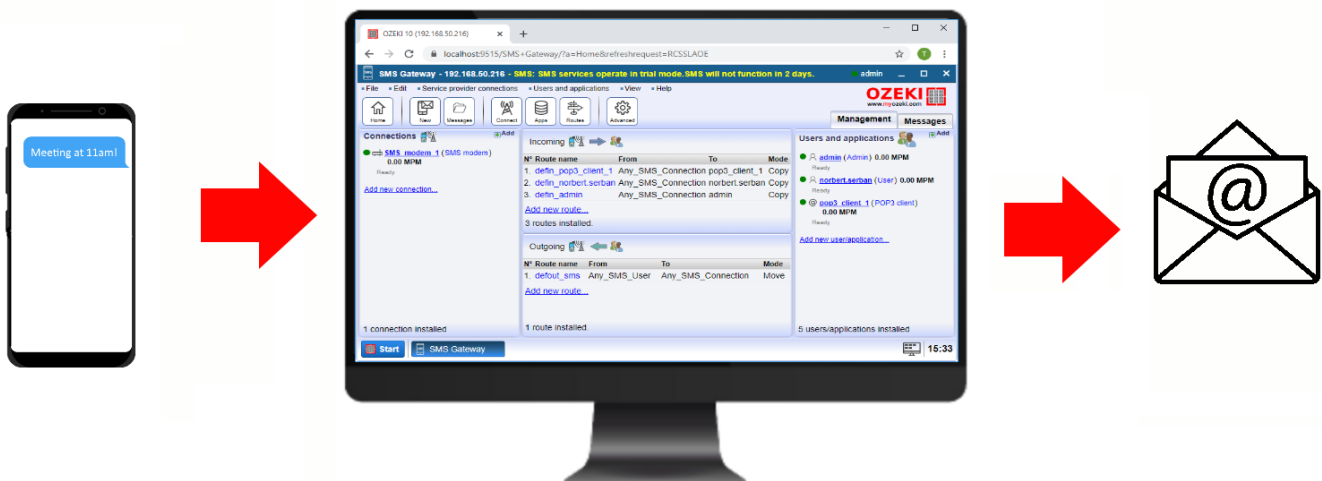 Meeting at 11am!
OZEKI 10 (192.168.50.216)
localhost:9515/SMS+Gateway/?a=Home&refreshrequest=RCSSLAOE
T
SMS Gateway - 192.168.50.216 - SMS: SMS services operate in trial mode.SMS will not function in 2 days.
admin
File Edit Service provider connections Users and applications View Help
OZEKI
www.myozeki.com
Home New Messages Connect Apps Routes Advanced
Management Messages
Connections Add
SMS_modem_1 (SMS modem)
0.00 MPM
Ready
Add new connection...
1 connection installed
Incoming
N° Route name From To Mode
1. defin_pop3_client_1 Any_SMS_Connection pop3_client_1 Copy
2. defin_norbert.serban Any_SMS_Connection norbert.serban Copy
3. defin_admin Any_SMS_Connection admin Copy
Add new route...
3 routes installed.
Outgoing
N° Route name From To Mode
1. defout_sms Any_SMS_User Any_SMS_Connection Move
Add new route...
1 route installed.
Users and applications Add
admin (Admin) 0.00 MPM
Ready
norbert.serban (User) 0.00 MPM
Ready
@ pop3_client_1 (POP3 client)
0.00 MPM
Ready
Add new user/application...
5 users/applications installed
Start SMS Gateway 15:33
@